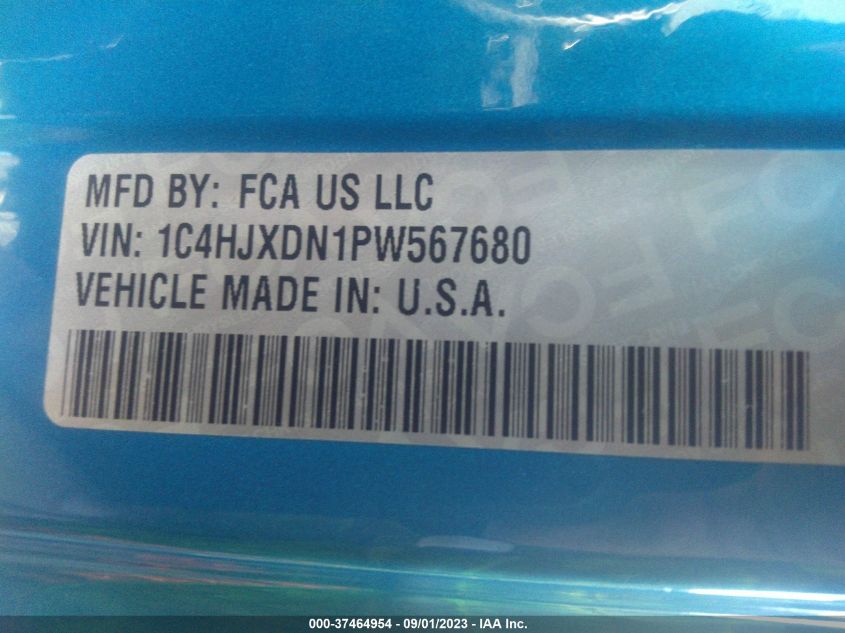 MFD BY: FCA US LLC
VIN: 1C4HJXDN1PW567680
VEHICLE MADE IN: U.S.A.
000-37464954 - 09/01/2023 - IAA Inc.